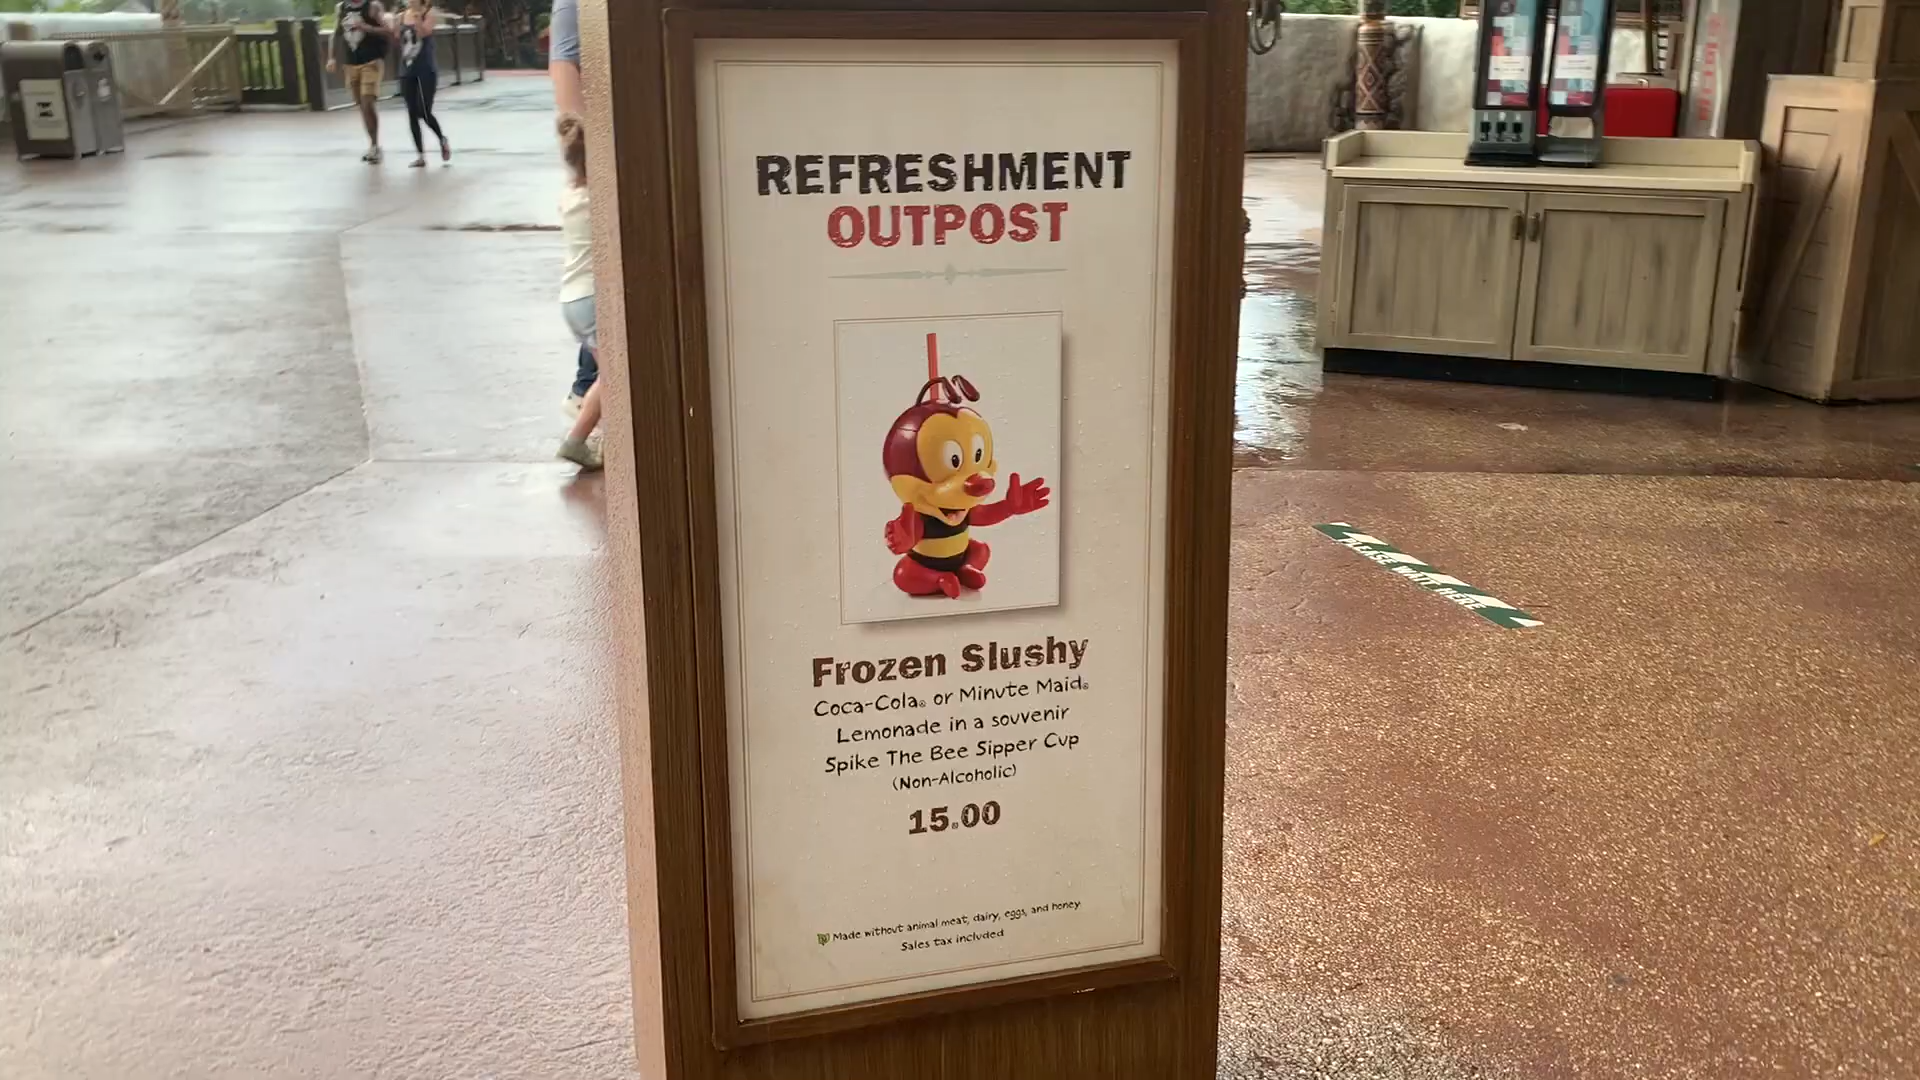 REFRESHMENT
OUTPOST
Frozen Slushy
Coca-Cola® or Minute Maid®
Lemonade in a souvenir
Spike The Bee Sipper Cup
(Non-Alcoholic)
15.00
Made without animal meat, dairy, eggs, and honey
Sales tax included
PLEASE WAIT HERE